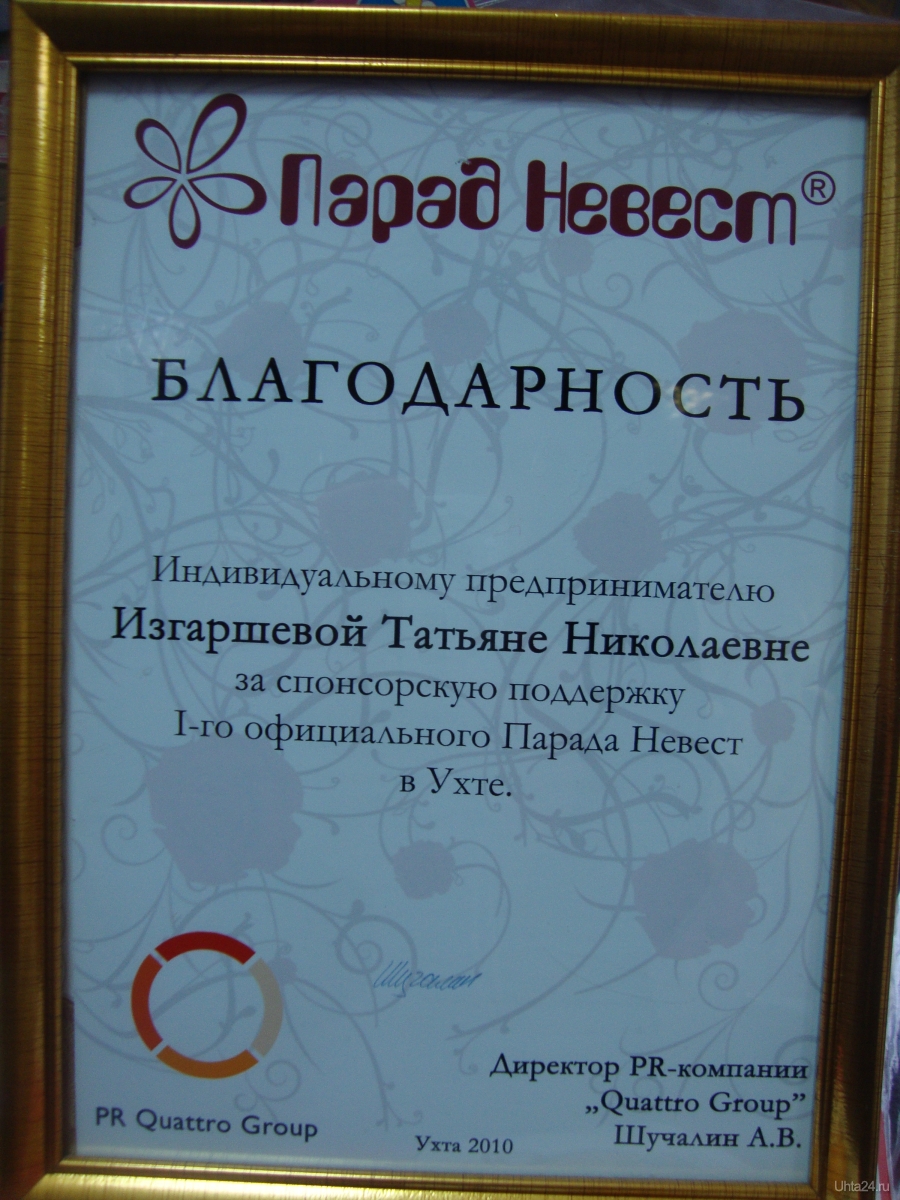 Парад Невест®
БЛАГОДАРНОСТЬ
Индивидуальному предпринимателю
Изгаршевой Татьяне Николаевне
за спонсорскую поддержку
I-го официального Парада Невест
в Ухте.
Шучалин
Директор PR-компании
„Quattro Group”
Шучалин А.В.
PR Quattro Group
Ухта 2010
Uhta24.ru